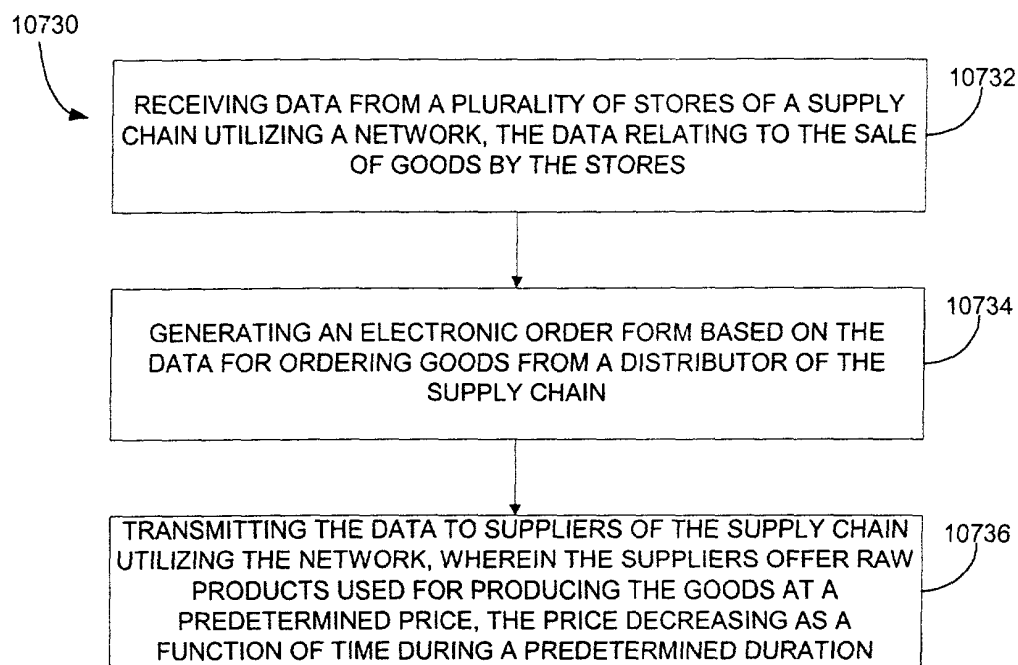 10730
10732
RECEIVING DATA FROM A PLURALITY OF STORES OF A SUPPLY
CHAIN UTILIZING A NETWORK, THE DATA RELATING TO THE SALE
OF GOODS BY THE STORES
10734
GENERATING AN ELECTRONIC ORDER FORM BASED ON THE
DATA FOR ORDERING GOODS FROM A DISTRIBUTOR OF THE
SUPPLY CHAIN
10736
TRANSMITTING THE DATA TO SUPPLIERS OF THE SUPPLY CHAIN
UTILIZING THE NETWORK, WHEREIN THE SUPPLIERS OFFER RAW
PRODUCTS USED FOR PRODUCING THE GOODS AT A
PREDETERMINED PRICE, THE PRICE DECREASING AS A
FUNCTION OF TIME DURING A PREDETERMINED DURATION